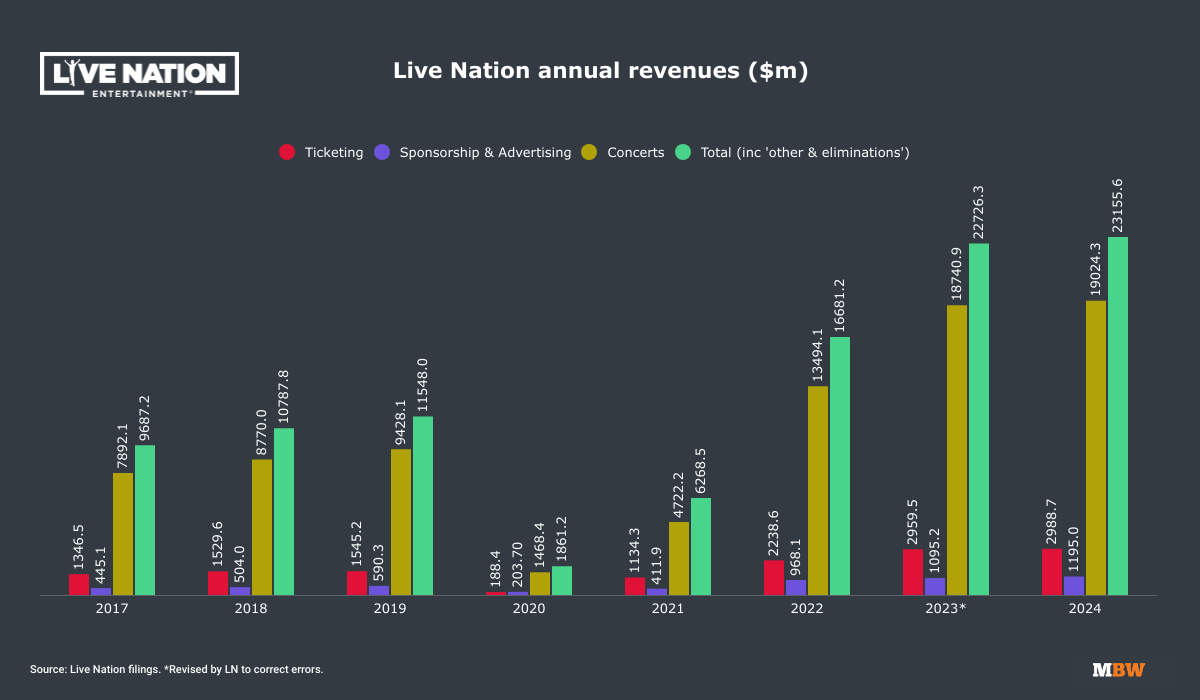 LIVE NATION
ENTERTAINMENT®
Live Nation annual revenues ($m)
Ticketing Sponsorship & Advertising Concerts Total (inc 'other & eliminations')
1346.5 445.1 7892.1 9687.2
1529.6 504.0 8770.0 10787.8
1545.2 590.3 9428.1 11548.0
188.4 203.70 1468.4 1861.2
1134.3 411.9 4722.2 6268.5
2238.6 968.1 13494.1 16681.2
2959.5 1095.2 18740.9 22726.3
2988.7 1195.0 19024.3 23155.6
2017 2018 2019 2020 2021 2022 2023* 2024
Source: Live Nation filings. *Revised by LN to correct errors.
MBW